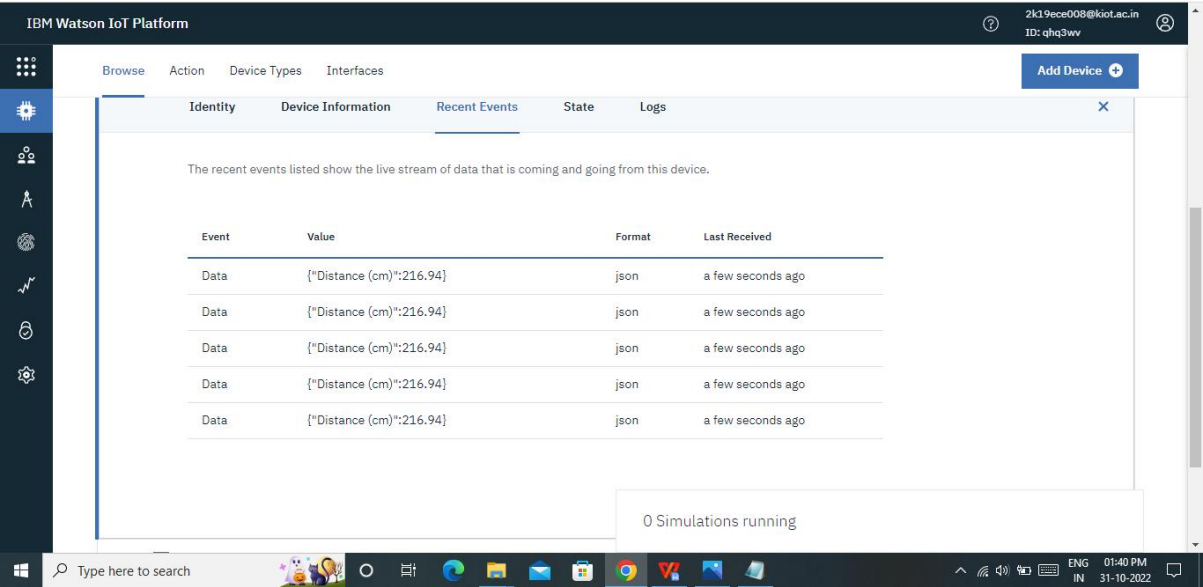 IBM Watson IoT Platform
2k19ece008@kiot.ac.in
ID: qhq3wv
Browse Action Device Types Interfaces
Add Device
Identity Device Information Recent Events State Logs
The recent events listed show the live stream of data that is coming and going from this device.
Event Value Format Last Received
Data {"Distance (cm)":216.94} json a few seconds ago
Data {"Distance (cm)":216.94} json a few seconds ago
Data {"Distance (cm)":216.94} json a few seconds ago
Data {"Distance (cm)":216.94} json a few seconds ago
Data {"Distance (cm)":216.94} json a few seconds ago
0 Simulations running
Type here to search
ENG 01:40 PM
IN 31-10-2022